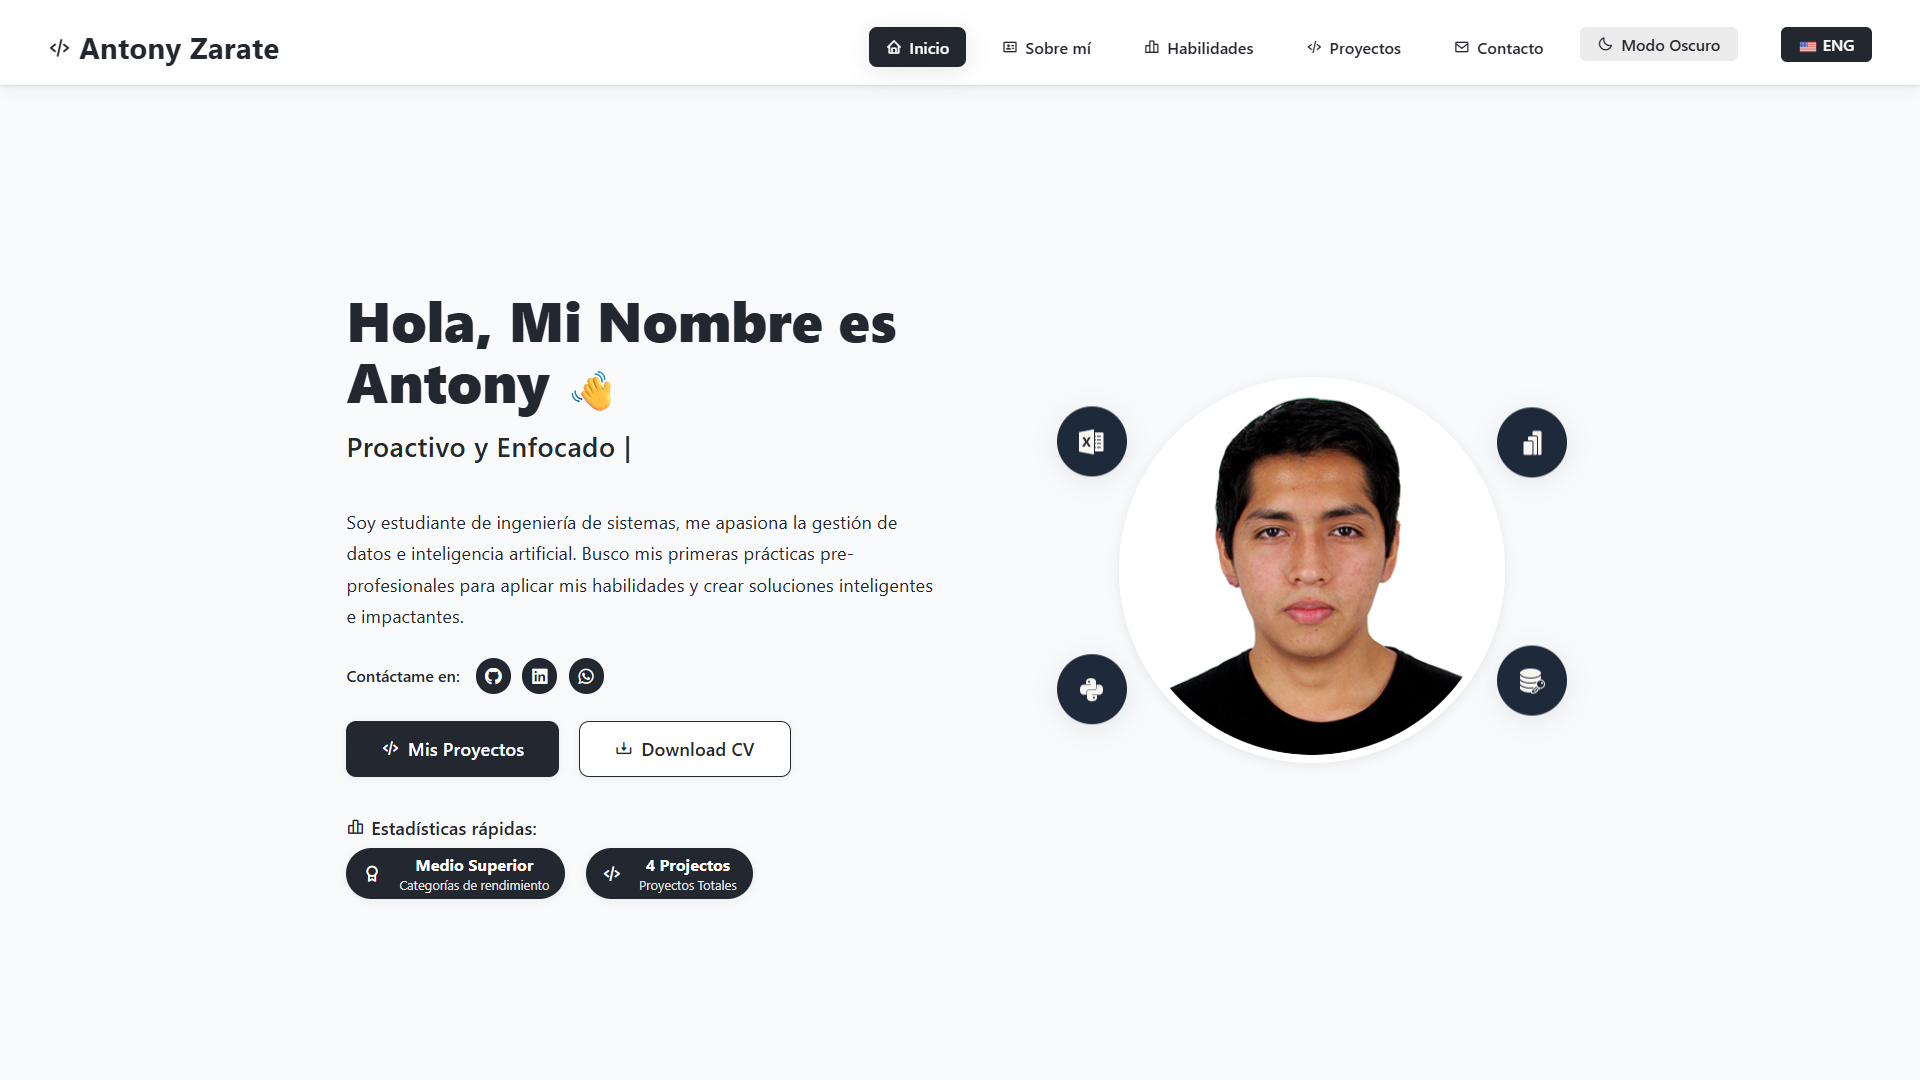 Antony Zarate
Inicio
Sobre mí
Habilidades
Proyectos
Contacto
Modo Oscuro
ENG
Hola, Mi Nombre es
Antony 👋
Proactivo y Enfocado |
Soy estudiante de ingeniería de sistemas, me apasiona la gestión de
datos e inteligencia artificial. Busco mis primeras prácticas pre-
profesionales para aplicar mis habilidades y crear soluciones inteligentes
e impactantes.
Contáctame en:
Mis Proyectos
Download CV
Estadísticas rápidas:
Medio Superior
Categorías de rendimiento
4 Projectos
Proyectos Totales